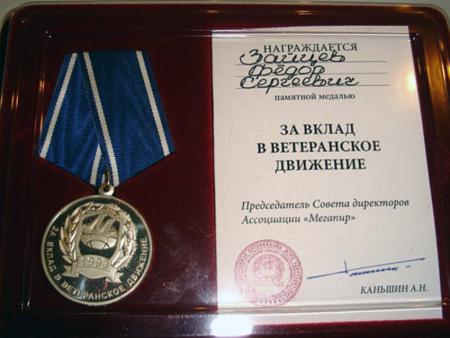 НАГРАЖДАЕТСЯ
Зайцев
Фёдор
Сергеевич
памятной медалью
ЗА ВКЛАД
В ВЕТЕРАНСКОЕ
ДВИЖЕНИЕ
Председатель Совета директоров
Ассоциации «Мегапир»
КАНЬШИН А.Н.
ЗА ВКЛАД В ВЕТЕРАНСКОЕ ДВИЖЕНИЕ